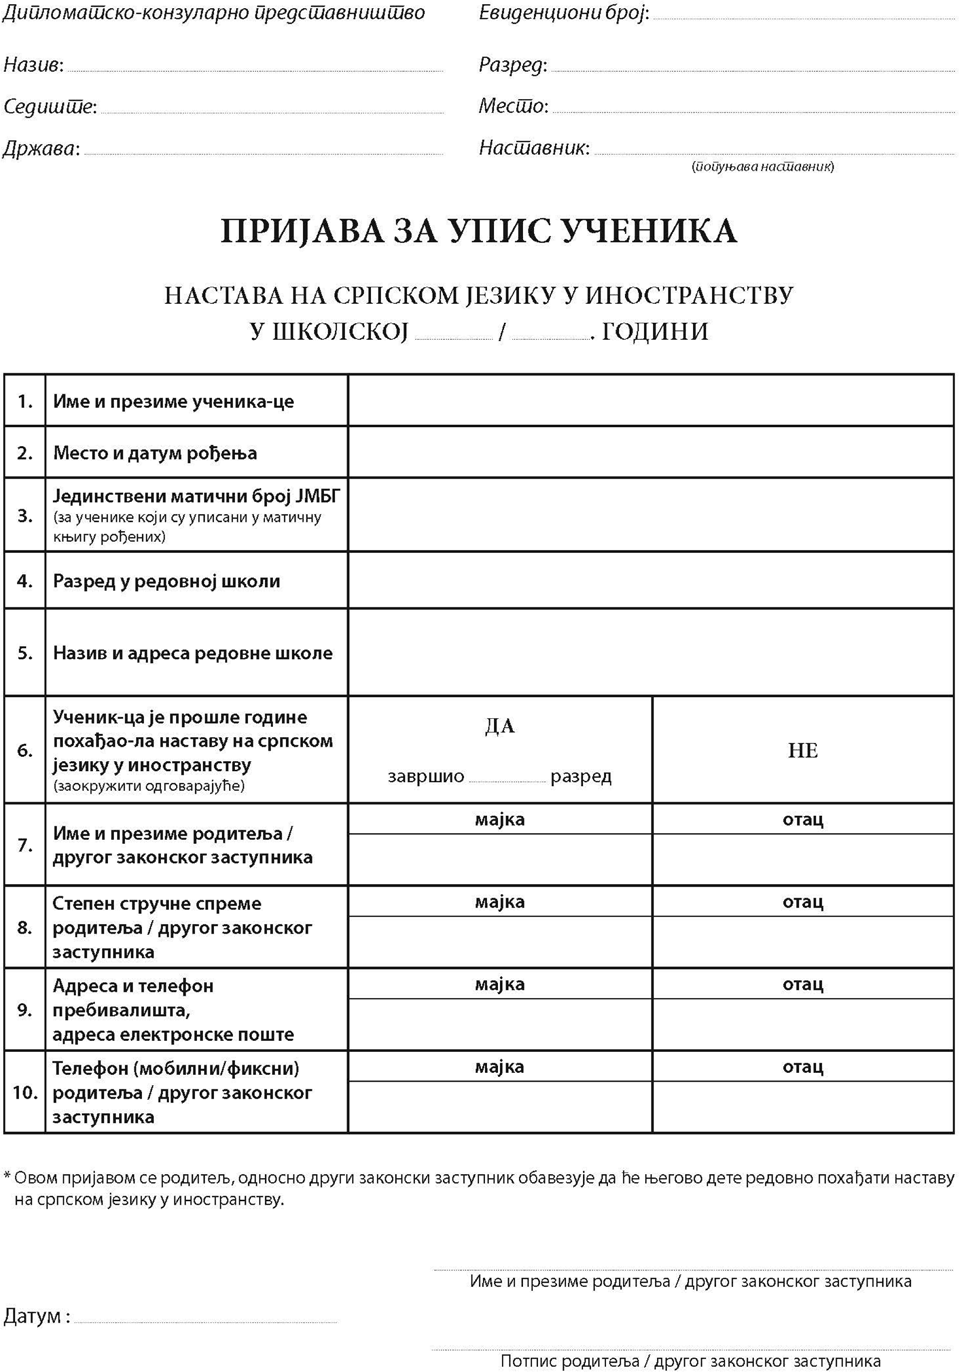 Дипломатско-конзуларно представништво
Евиденциони број:
Назив:
Разред:
Седиште:
Место:
Држава:
Наставник:
(попуњава наставник)
ПРИЈАВА ЗА УПИС УЧЕНИКА
НАСТАВА НА СРПСКОМ ЈЕЗИКУ У ИНОСТРАНСТВУ
У ШКОЛСКОЈ / . ГОДИНИ
1. Име и презиме ученика-це
2. Место и датум рођења
3. Јединствени матични број ЈМБГ
(за ученике који су уписани у матичну
књигу рођених)
4. Разред у редовној школи
5. Назив и адреса редовне школе
6. Ученик-ца је прошле године
похађао-ла наставу на српском
језику у иностранству
(заокружити одговарајуће)
ДА
завршио разред
НЕ
7. Име и презиме родитеља /
другог законског заступника
мајка отац
8. Степен стручне спреме
родитеља / другог законског
заступника
мајка отац
9. Адреса и телефон
пребивалишта,
адреса електронске поште
мајка отац
10. Телефон (мобилни/фиксни)
родитеља / другог законског
заступника
мајка отац
* Овом пријавом се родитељ, односно други законски заступник обавезује да ће његово дете редовно похађати наставу
на српском језику у иностранству.
Име и презиме родитеља / другог законског заступника
Датум :
Потпис родитеља / другог законског заступника